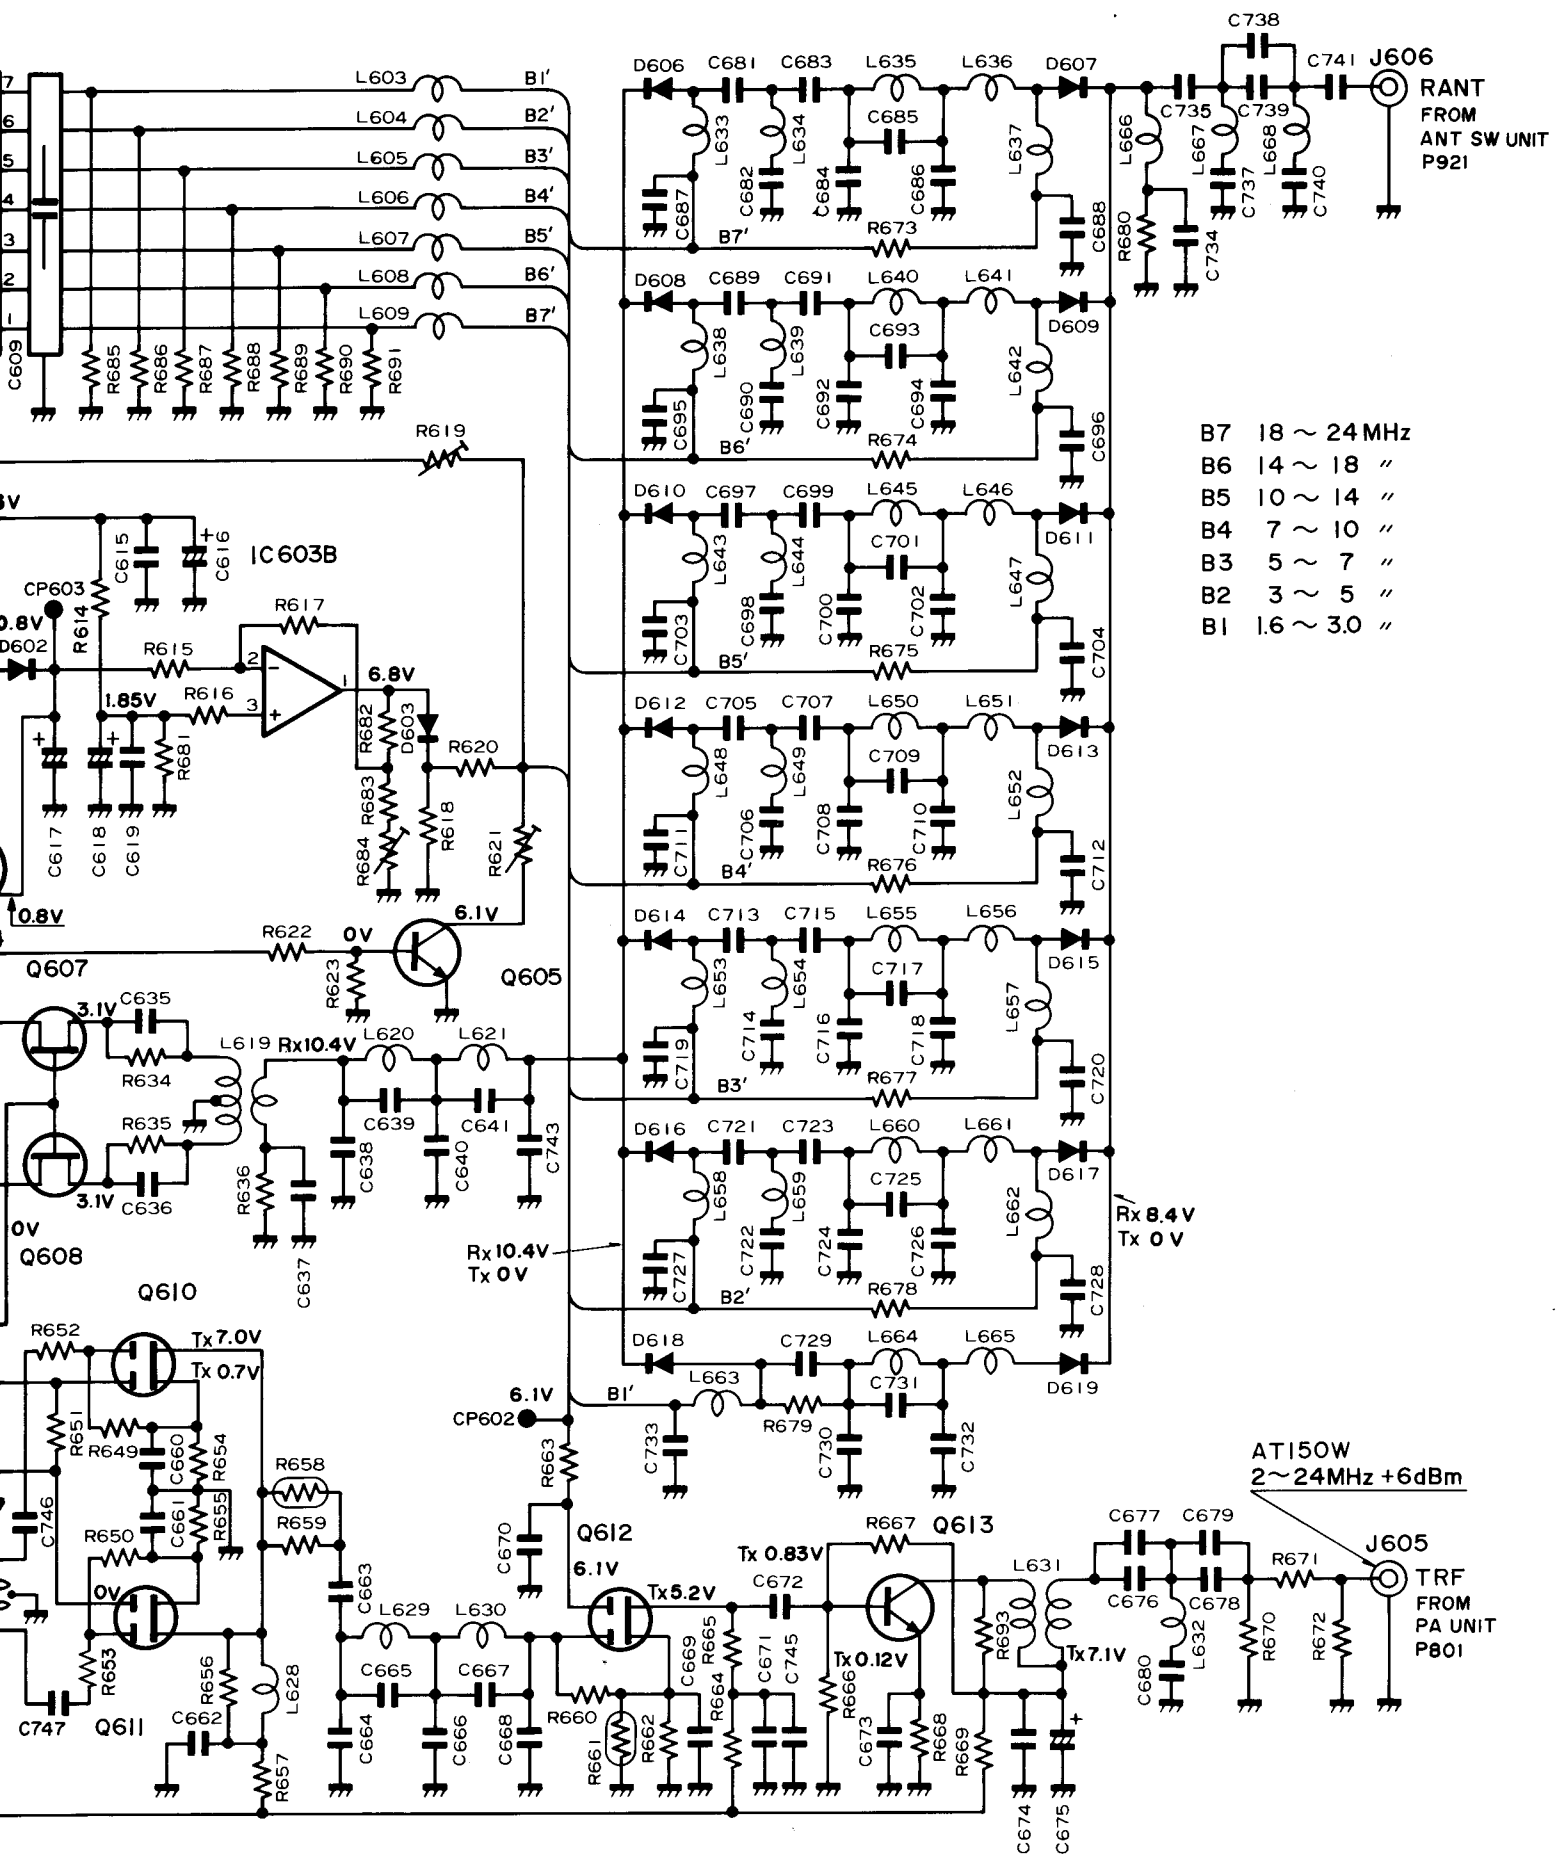 C738
C741 J606
RANT
FROM
ANT SW UNIT
P921
C735 C739
L666 L667 L668
C737 C740
R680 C734
7 L603 B1'
6 L604 B2'
5 L605 B3'
4 L606 B4'
3 L607 B5'
2 L608 B6'
1 L609 B7'
C609 R685 R686 R687 R688 R689 R690 R691
D606 C681 C683 L635 L636 D607
C685
L633 L634 L637
C687 C682 C684 C686 C688
B7' R673
D608 C689 C691 L640 L641
D609
C693
L638 L639 L642
C695 C690 C692 C694 C696
B6' R674
B7 18 ~ 24 MHz
B6 14 ~ 18 〃
B5 10 ~ 14 〃
B4 7 ~ 10 〃
B3 5 ~ 7 〃
B2 3 ~ 5 〃
B1 1.6 ~ 3.0 〃
R619
D610 C697 C699 L645 L646
D611
C701
L643 L644 L647
C703 C698 C700 C702 C704
B5' R675
C615 C616 IC603B
CP603
0.8V
D602
R614 R617
R615
2
R616
1.85V
3
1
6.8V
R681
R682 D603
R620
R683 R618
R684 R621
C617 C618 C619
0.8V
D612 C705 C707 L650 L651
D613
C709
L648 L649 L652
C711 C706 C708 C710 C712
B4' R676
6.1V
R622 0V
R623
Q605
Q607
D614 C713 C715 L655 L656
D615
C717
L653 L654 L657
C719 C714 C716 C718 C720
B3' R677
3.1V C635
R634
L619 Rx10.4V L620 L621
R635
C639 C641
C638 C640 C743
R636
3.1V C636
0V
Q608
C637
D616 C721 C723 L660 L661
D617
C725
L658 L659 L662
C727 C722 C724 C726 C728
B2' R678
Rx 10.4V
Tx 0V
Rx 8.4V
Tx 0V
Q610
R652 Tx 7.0V
Tx 0.7V
D618 C729 L664 L665
D619
B1' L663 C731
R679
C733 C730 C732
6.1V
CP602
R663
R651 R649 C660 R654
R658
C746 C661 R655
R650 R659
0V
C663
L629 L630
R653 R656 L628
C665 C667
C747 Q611 C662
R657
C664 C666 C668
C670
Q612
6.1V
Tx5.2V
R660
R661 R662 C669
R665
R664 C671 C745
Tx 0.83V
C672
R667 Q613
Tx 0.12V
R666 C673 R668 R669
R693
L631
Tx7.1V
C674 C675
C677 C679
C676 C678
C680 L632
R670 R671 R672
AT150W
2~24MHz +6dBm
J605
TRF
FROM
PA UNIT
P801